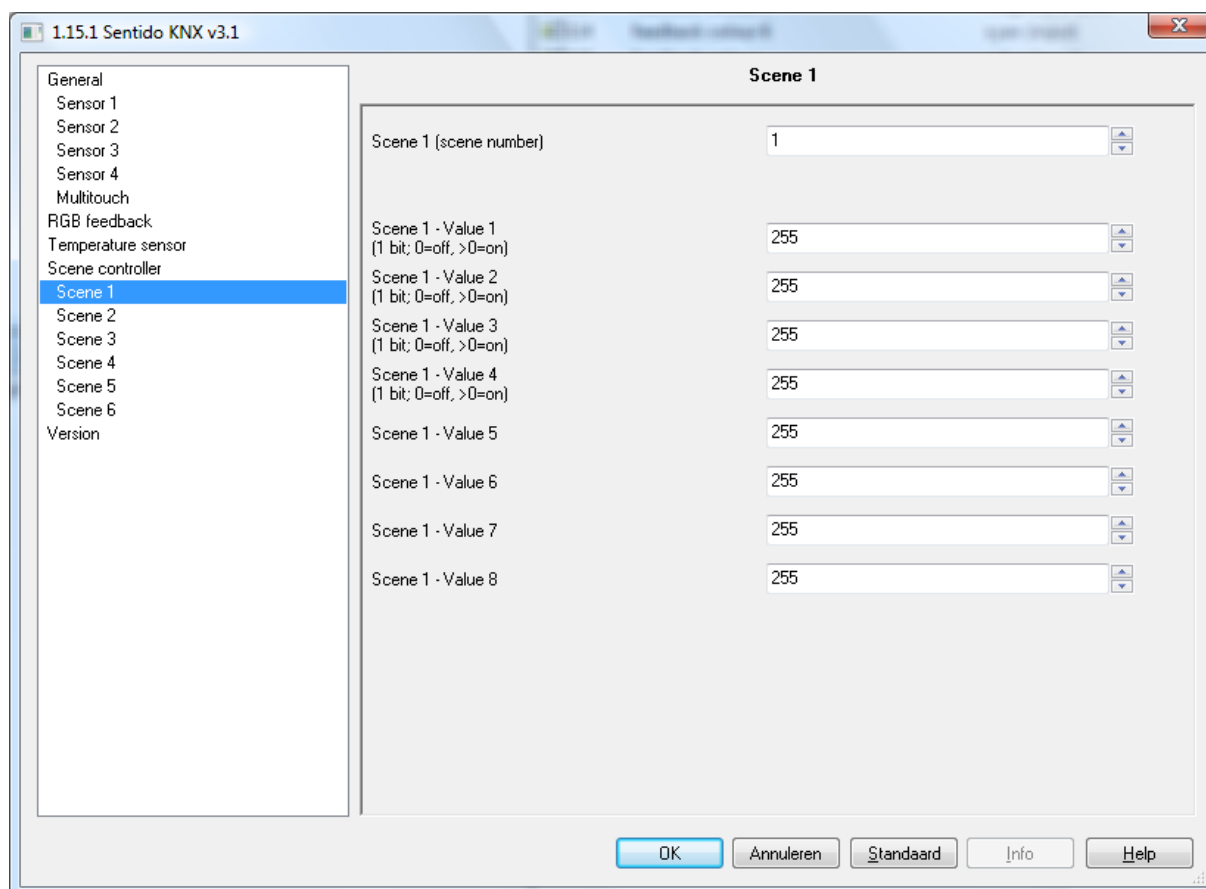 1.15.1 Sentido KNX v3.1
General
Sensor 1
Sensor 2
Sensor 3
Sensor 4
Multitouch
RGB feedback
Temperature sensor
Scene controller
Scene 1
Scene 2
Scene 3
Scene 4
Scene 5
Scene 6
Version
Scene 1
Scene 1 (scene number) 1
Scene 1 - Value 1
(1 bit; 0=off, >0=on) 255
Scene 1 - Value 2
(1 bit; 0=off, >0=on) 255
Scene 1 - Value 3
(1 bit; 0=off, >0=on) 255
Scene 1 - Value 4
(1 bit; 0=off, >0=on) 255
Scene 1 - Value 5 255
Scene 1 - Value 6 255
Scene 1 - Value 7 255
Scene 1 - Value 8 255
OK Annuleren Standaard Info Help